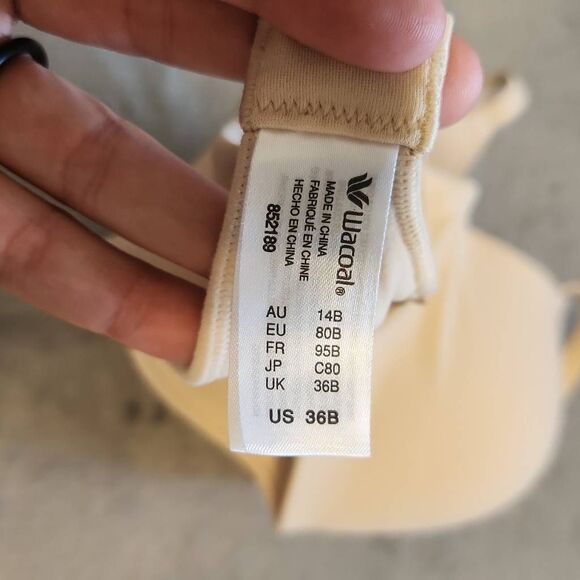 wacoal®
MADE IN CHINA
FABRIQUÉ EN CHINE
HECHO EN CHINA
852189
AU 14B
EU 80B
FR 95B
JP C80
UK 36B
US 36B